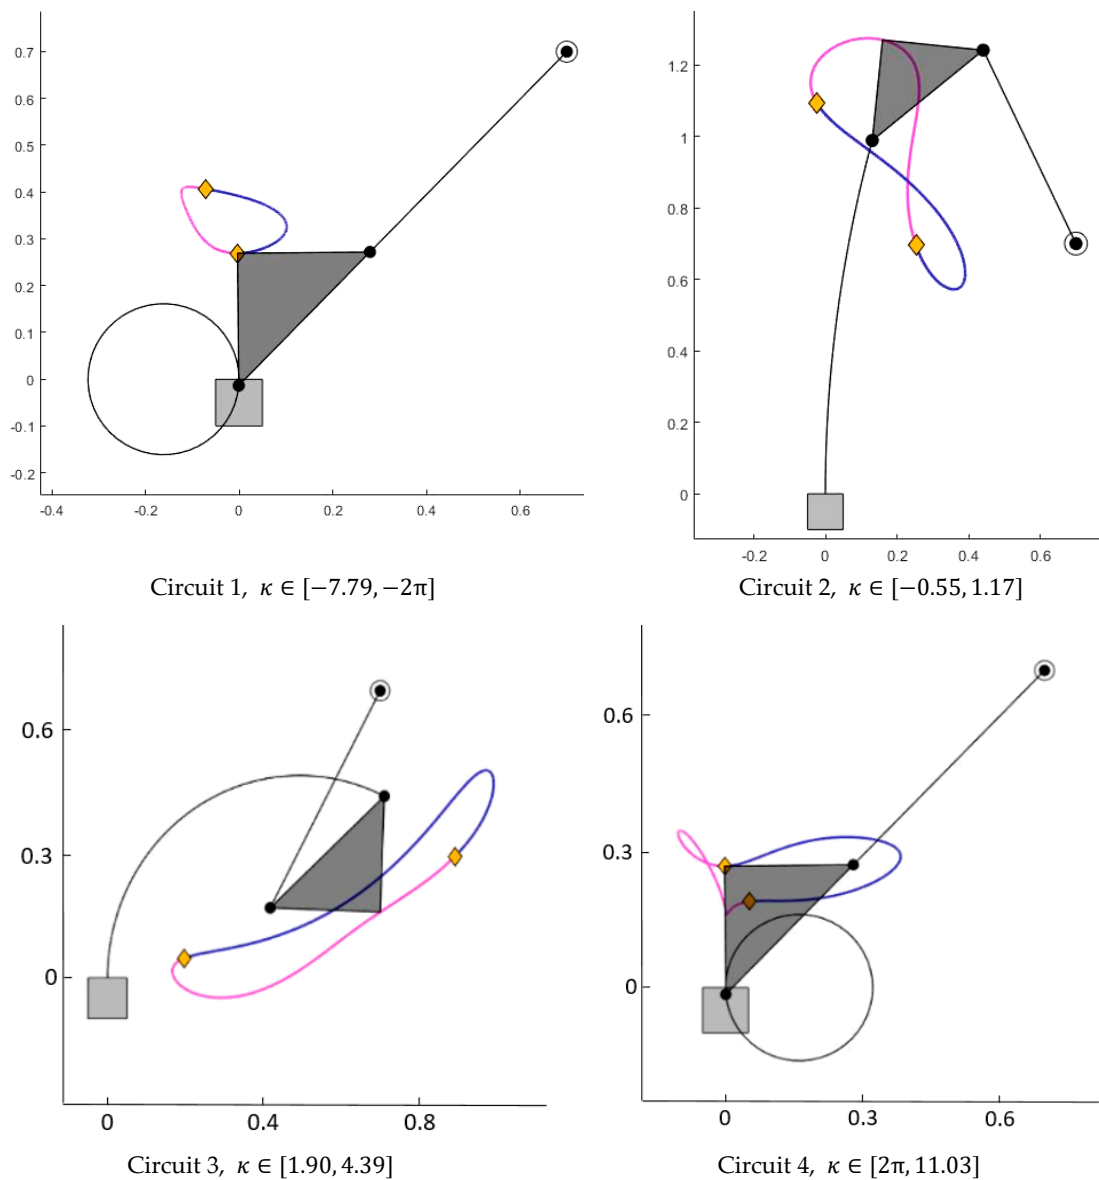 0.7
0.6
0.5
0.4
0.3
0.2
0.1
0
-0.1
-0.2
-0.4 -0.2 0 0.2 0.4 0.6
Circuit 1, κ ∈ [−7.79, −2π]
1.2
1
0.8
0.6
0.4
0.2
0
-0.2 0 0.2 0.4 0.6
Circuit 2, κ ∈ [−0.55, 1.17]
0.6
0.3
0
0 0.4 0.8
Circuit 3, κ ∈ [1.90, 4.39]
0.6
0.3
0
0 0.3 0.6
Circuit 4, κ ∈ [2π, 11.03]